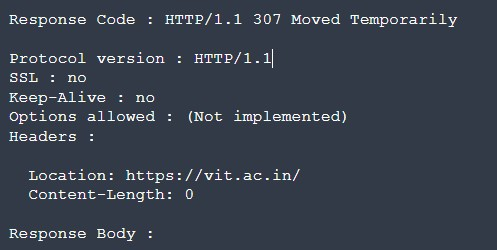 Response Code : HTTP/1.1 307 Moved Temporarily
Protocol version : HTTP/1.1
SSL : no
Keep-Alive : no
Options allowed : (Not implemented)
Headers :
Location: https://vit.ac.in/
Content-Length: 0
Response Body :